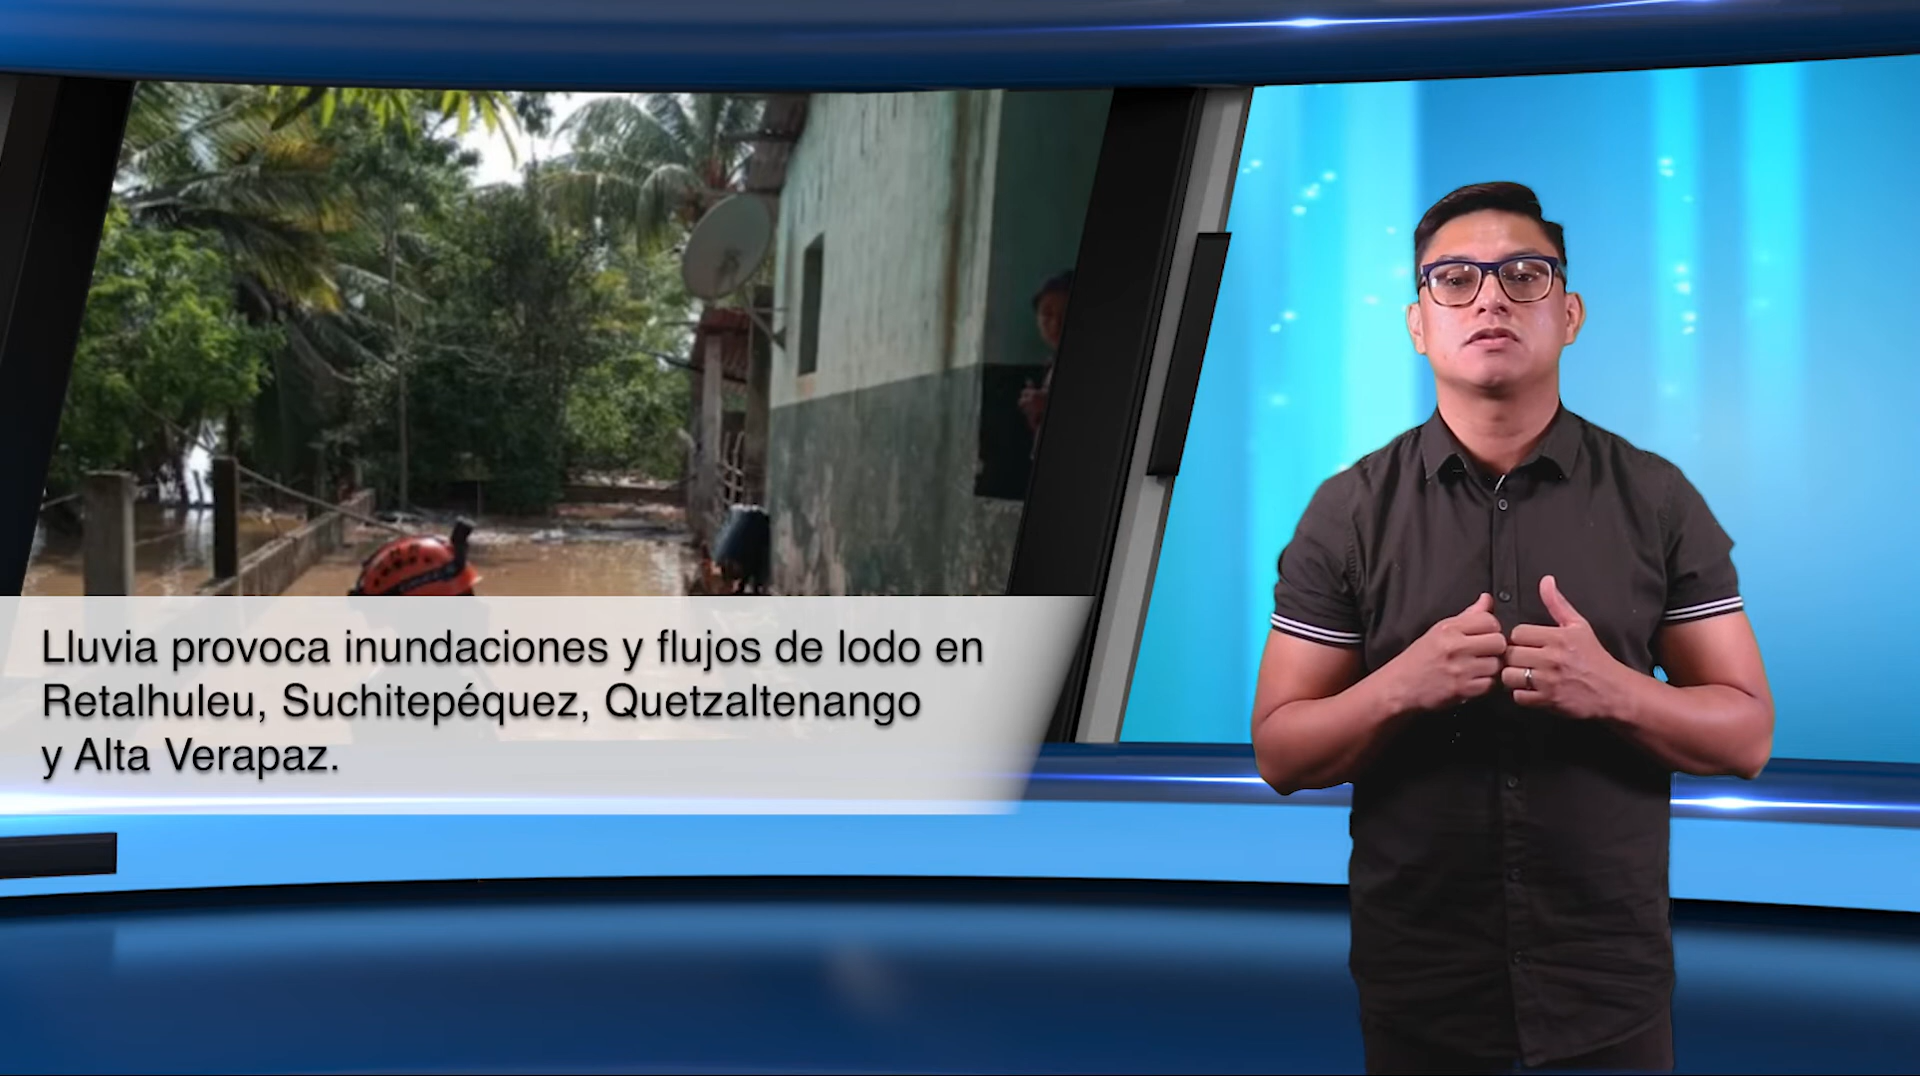 Lluvia provoca inundaciones y flujos de lodo en
Retalhuleu, Suchitepéquez, Quetzaltenango
y Alta Verapaz.